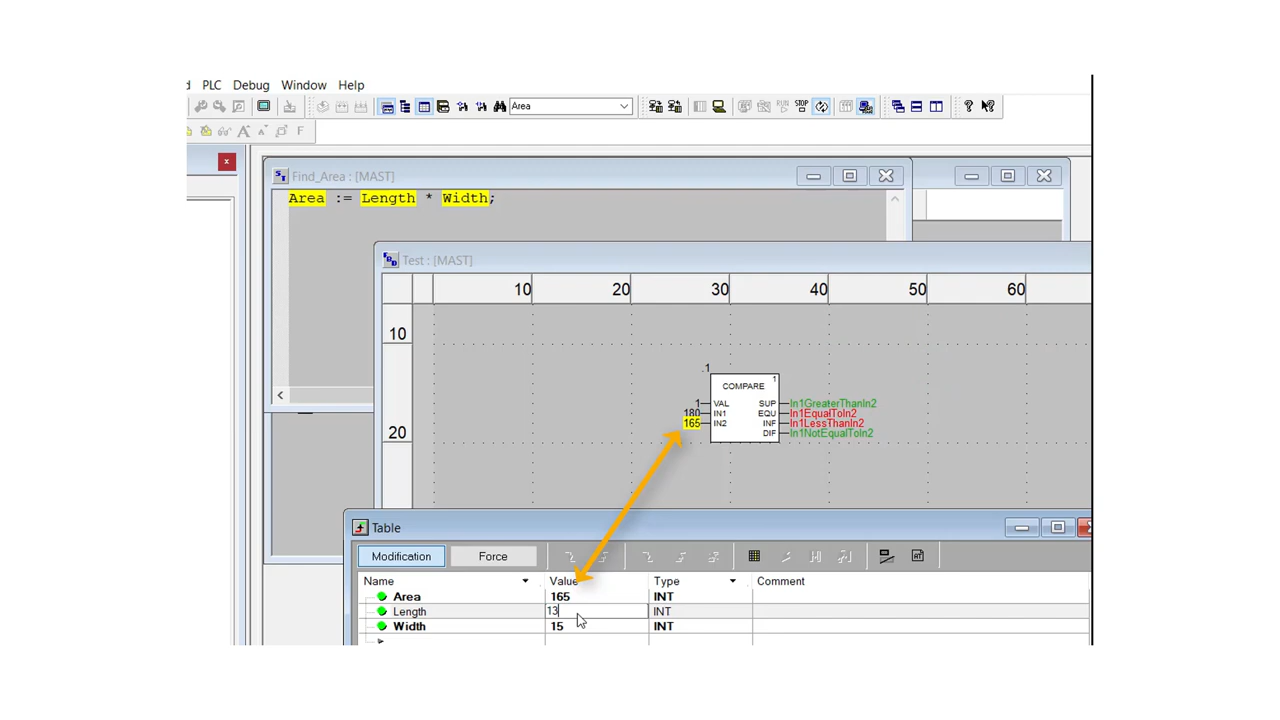 d PLC Debug Window Help
Area
F
Find_Area : [MAST]
Area := Length * Width;
Test : [MAST]
10 20 30 40 50 60
10
20
.1
1
COMPARE
1 VAL SUP In1GreaterThanIn2
180 IN1 EQU In1EqualToIn2
165 IN2 INF In1LessThanIn2
DIF In1NotEqualToIn2
Table
Modification Force
Name Value Type Comment
Area 165 INT
Length 13 INT
Width 15 INT